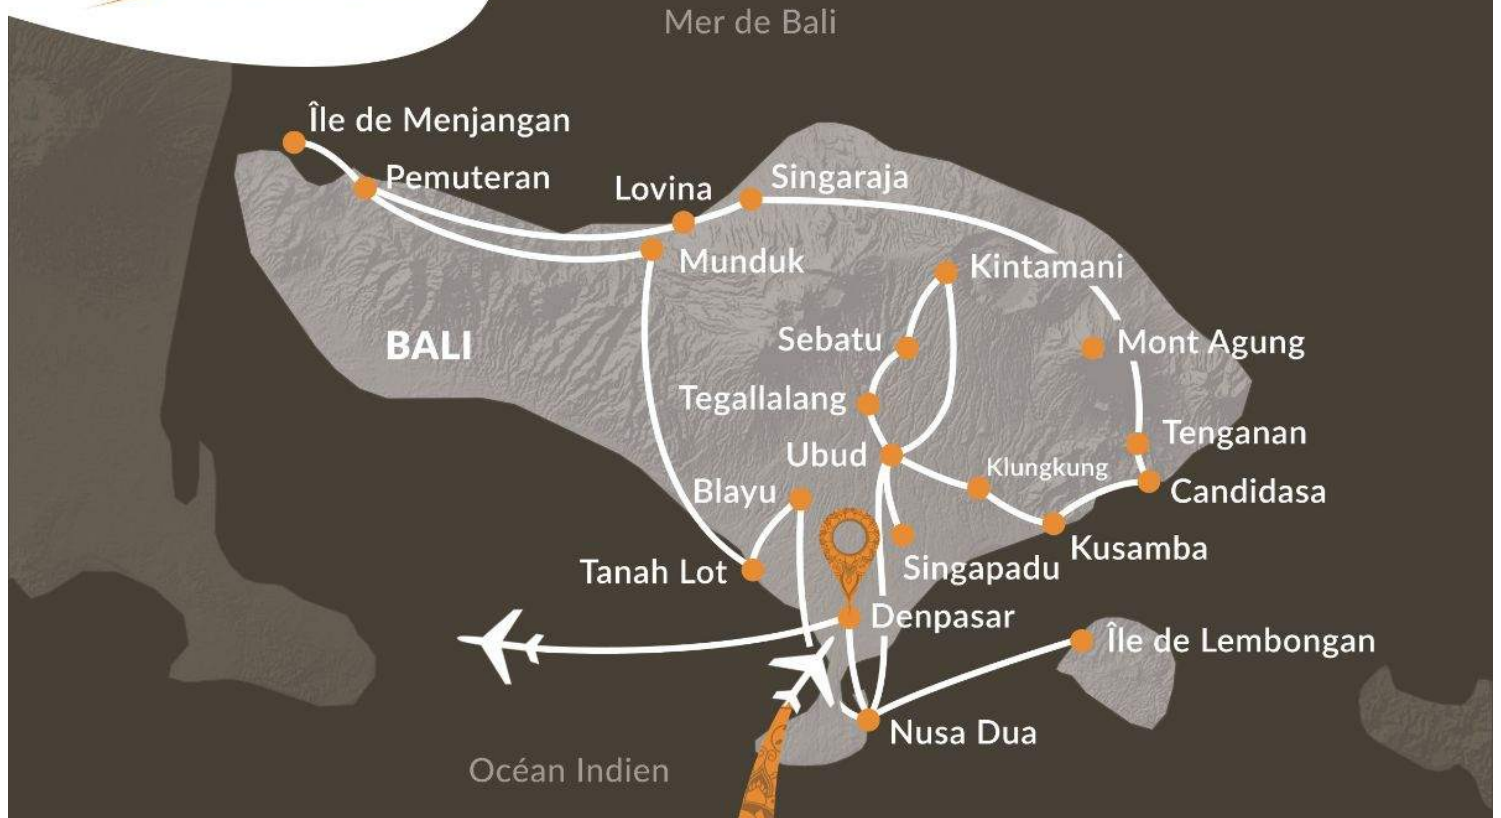 Mer de Bali
Île de Menjangan
Pemuteran
Lovina
Singaraja
Munduk
Kintamani
BALI
Sebatu
Mont Agung
Tegallalang
Tenganan
Ubud
Klungkung
Blayu
Candidasa
Kusamba
Tanah Lot
Singapadu
Denpasar
Île de Lembongan
Nusa Dua
Océan Indien